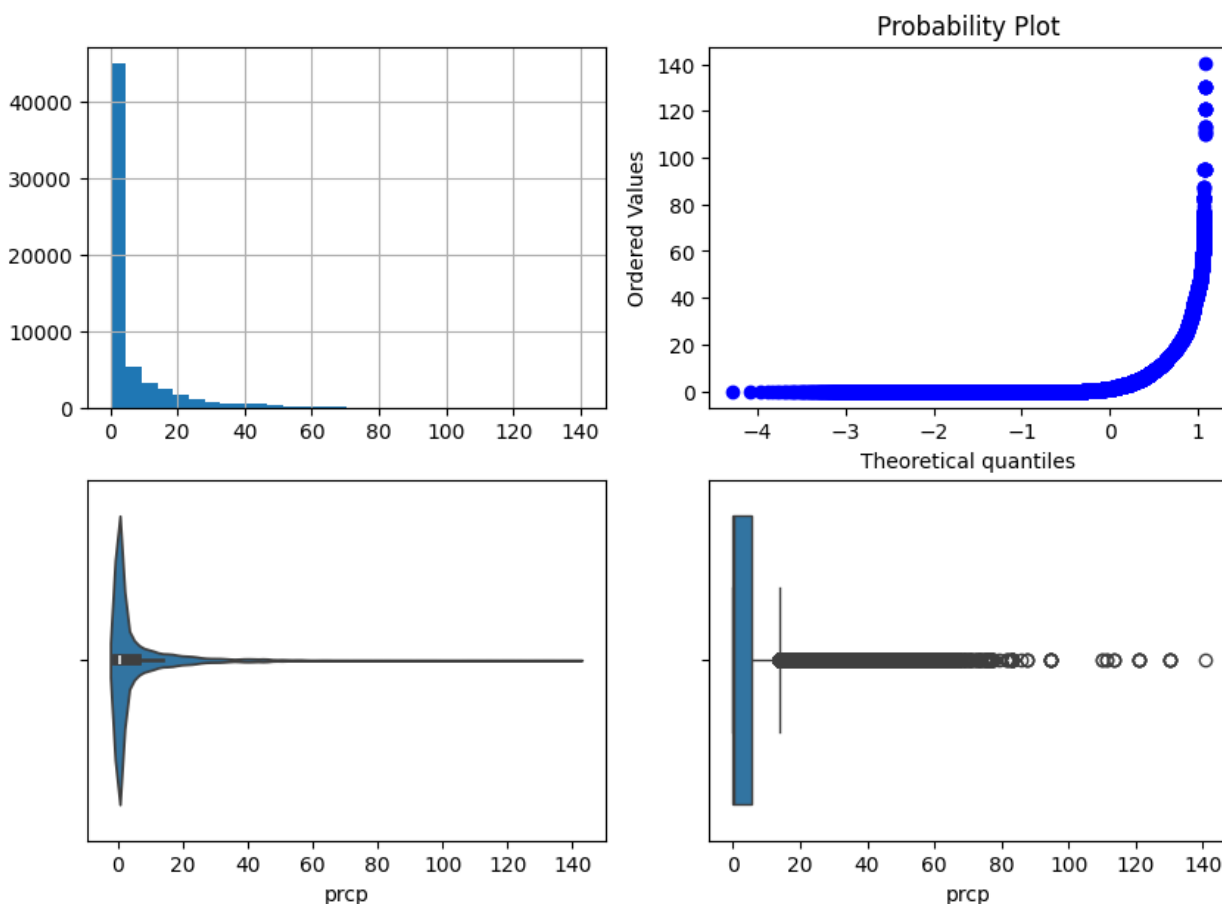 40000
30000
20000
10000
0
0 20 40 60 80 100 120 140
Probability Plot
Ordered Values
140
120
100
80
60
40
20
0
−4 −3 −2 −1 0 1
Theoretical quantiles
0 20 40 60 80 100 120 140
prcp
0 20 40 60 80 100 120 140
prcp